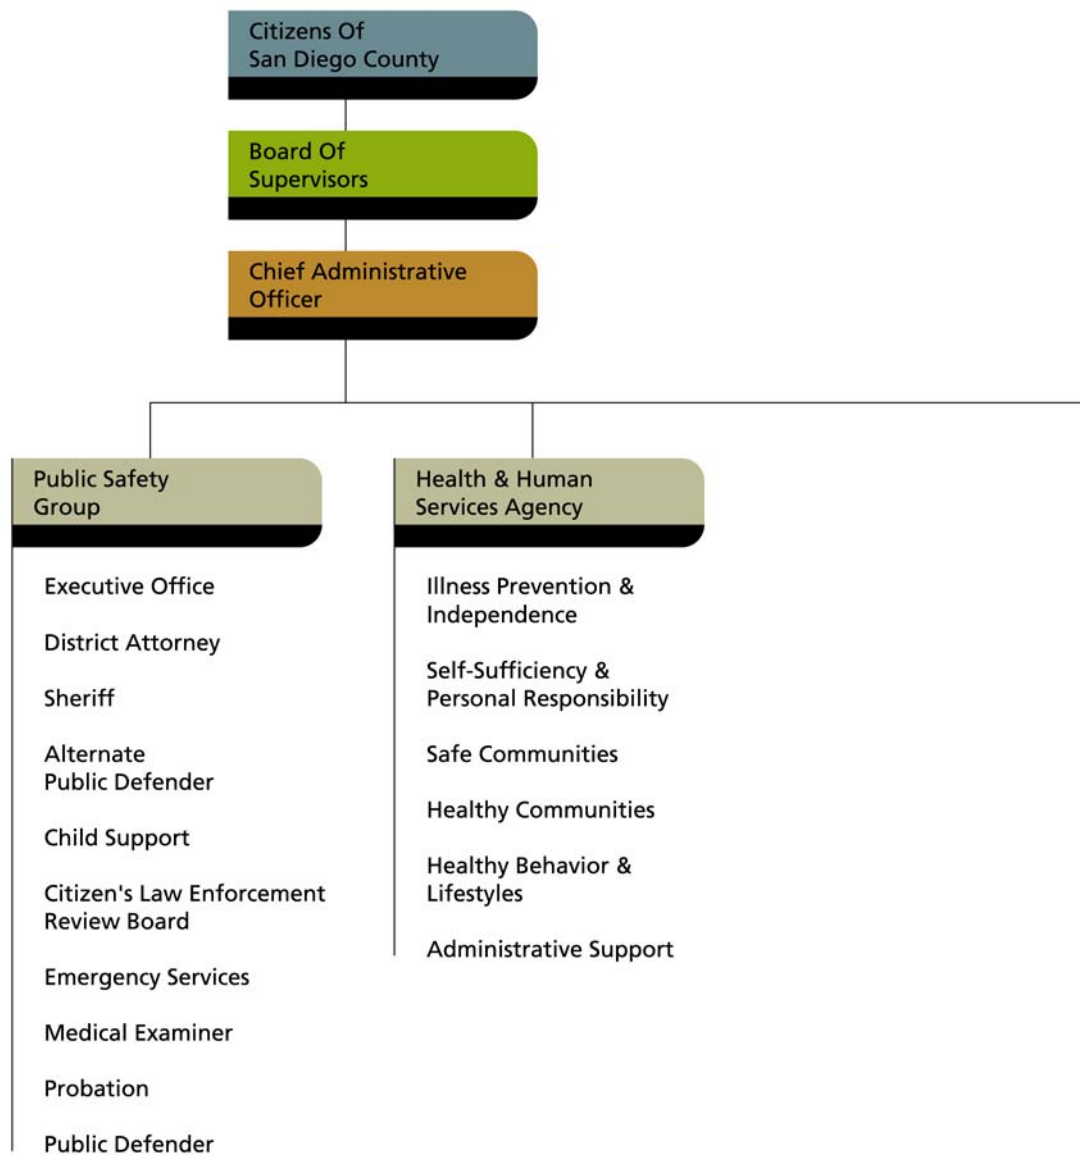 Citizens Of
San Diego County
Board Of
Supervisors
Chief Administrative
Officer
Public Safety
Group
Executive Office
District Attorney
Sheriff
Alternate
Public Defender
Child Support
Citizen's Law Enforcement
Review Board
Emergency Services
Medical Examiner
Probation
Public Defender
Health & Human
Services Agency
Illness Prevention &
Independence
Self-Sufficiency &
Personal Responsibility
Safe Communities
Healthy Communities
Healthy Behavior &
Lifestyles
Administrative Support